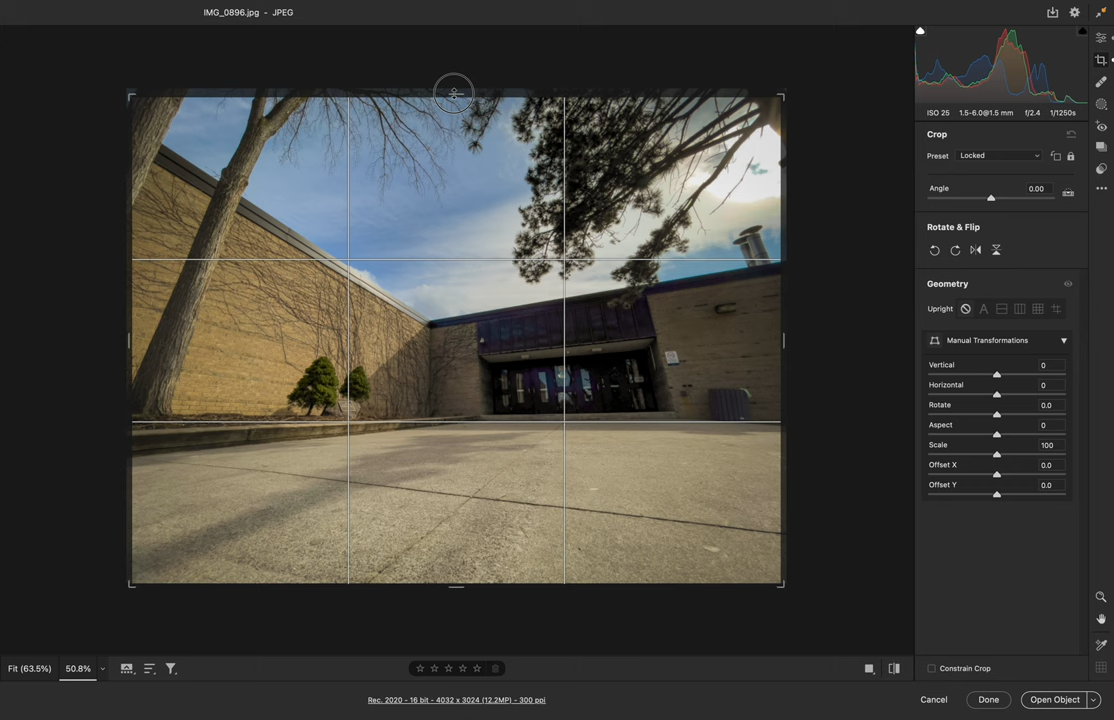 IMG_0896.jpg - JPEG
ISO 25 1.5-6.0@1.5 mm f/2.4 1/1250s
Crop
Preset Locked
Angle 0.00
Rotate & Flip
Geometry
Upright A
Manual Transformations
Vertical 0
Horizontal 0
Rotate 0.0
Aspect 0
Scale 100
Offset X 0.0
Offset Y 0.0
Fit (63.5%) 50.8%
Constrain Crop
Rec. 2020 - 16 bit - 4032 x 3024 (12.2MP) - 300 ppi
Cancel Done Open Object